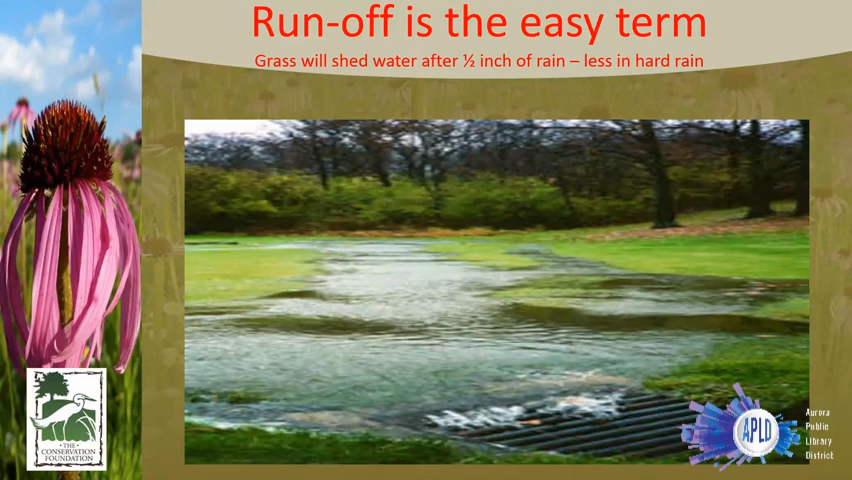 Run-off is the easy term
Grass will shed water after ½ inch of rain – less in hard rain
• THE •
CONSERVATION
FOUNDATION
APLD
Aurora
Public
Library
District